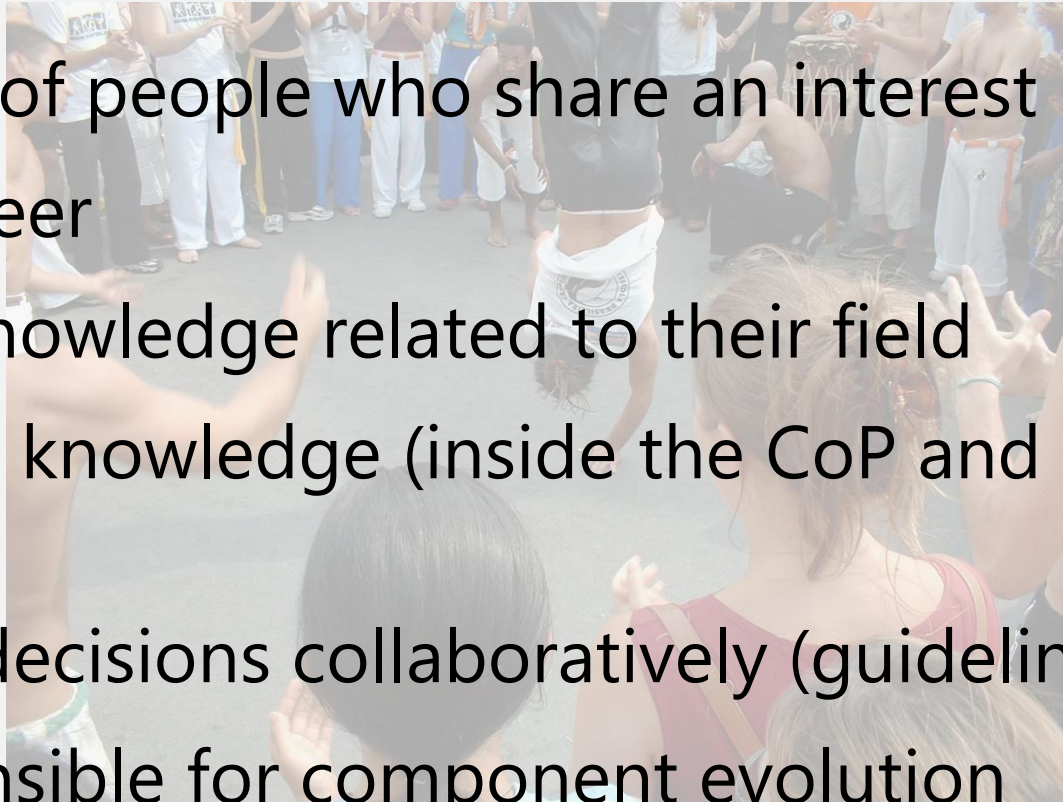 of people who share an interest
eer
nowledge related to their field
knowledge (inside the CoP and
decisions collaboratively (guidelin
nsible for component evolution